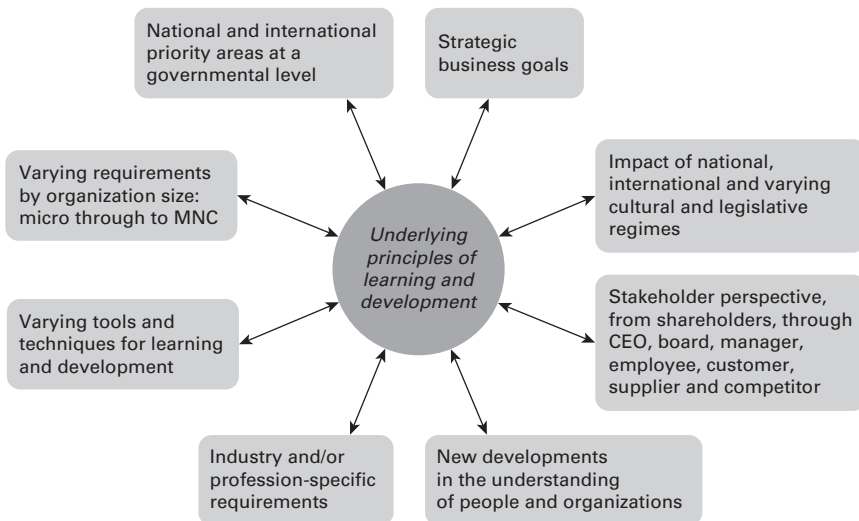 National and international
priority areas at a
governmental level
Strategic
business goals
Varying requirements
by organization size:
micro through to MNC
Impact of national,
international and varying
cultural and legislative
regimes
Underlying
principles of
learning and
development
Varying tools and
techniques for learning
and development
Stakeholder perspective,
from shareholders, through
CEO, board, manager,
employee, customer,
supplier and competitor
Industry and/or
profession-specific
requirements
New developments
in the understanding
of people and organizations